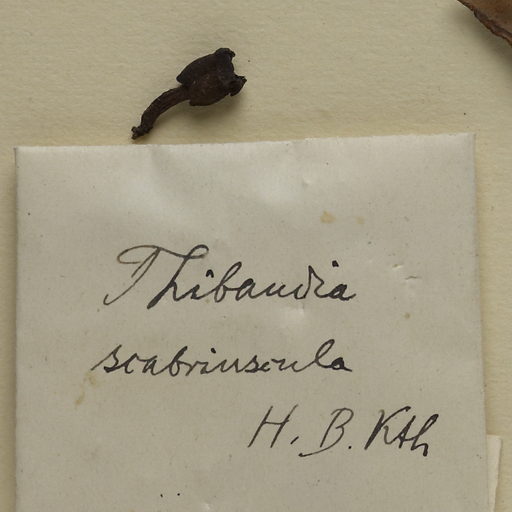 Thibaudia
scabriuscula
H. B. Kth